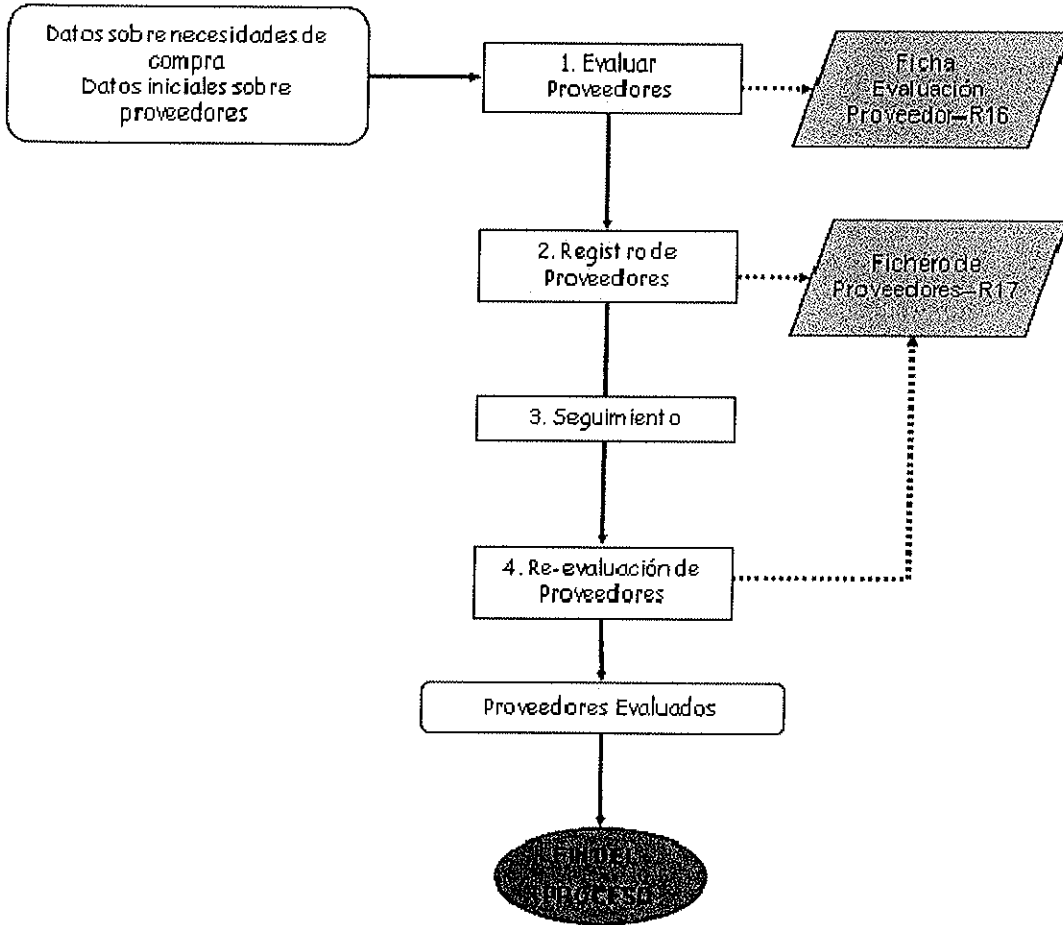 Datos sobre necesidades de
compra
Datos iniciales sobre
proveedores
1. Evaluar
Proveedores
Ficha
Evaluación
Proveedor–R16
2. Registro de
Proveedores
Fichero de
Proveedores–R17
3. Seguimiento
4. Re-evaluación de
Proveedores
Proveedores Evaluados
FIN DEL
PROCESO